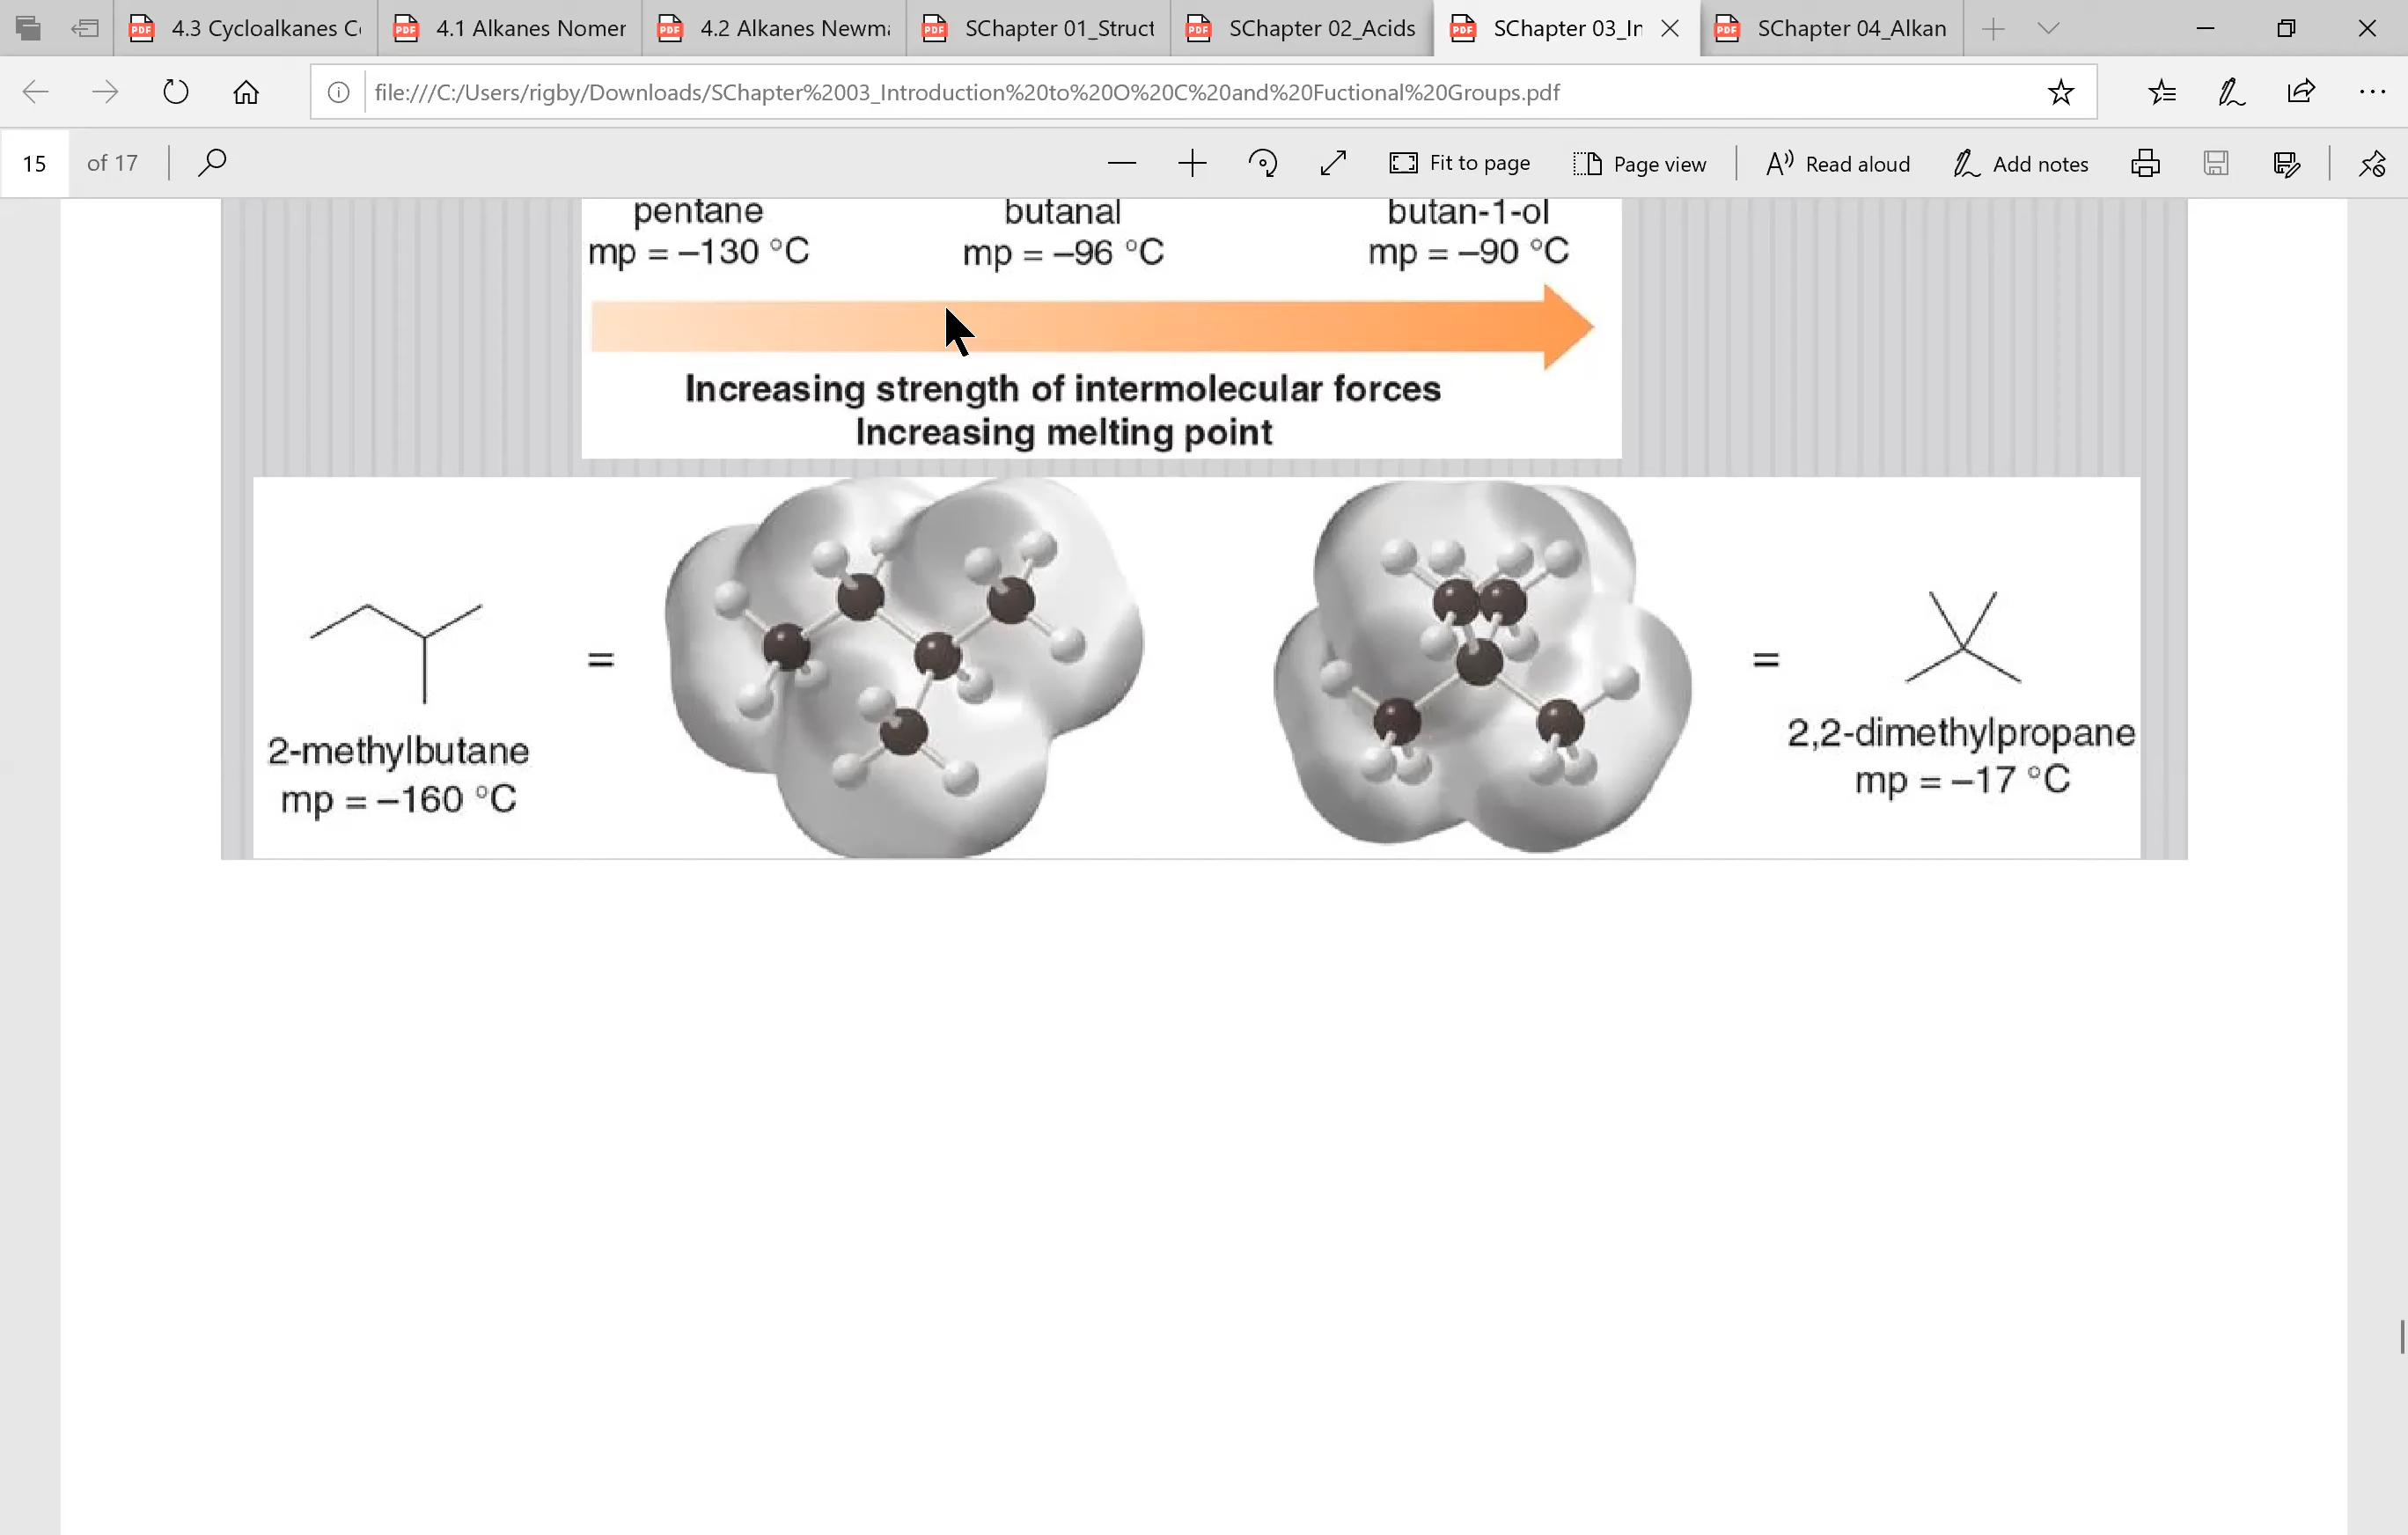 4.3 Cycloalkanes C
4.1 Alkanes Nomer
4.2 Alkanes Newm
SChapter 01_Struct
SChapter 02_Acids
SChapter 03_Ir
SChapter 04_Alkan
file:///C:/Users/rigby/Downloads/SChapter%2003_Introduction%20to%20O%20C%20and%20Fuctional%20Groups.pdf
15 of 17
Fit to page
Page view
Read aloud
Add notes
pentane
mp = –130 °C
butanal
mp = –96 °C
butan-1-ol
mp = –90 °C
Increasing strength of intermolecular forces
Increasing melting point
2-methylbutane
mp = –160 °C
=
=
2,2-dimethylpropane
mp = –17 °C